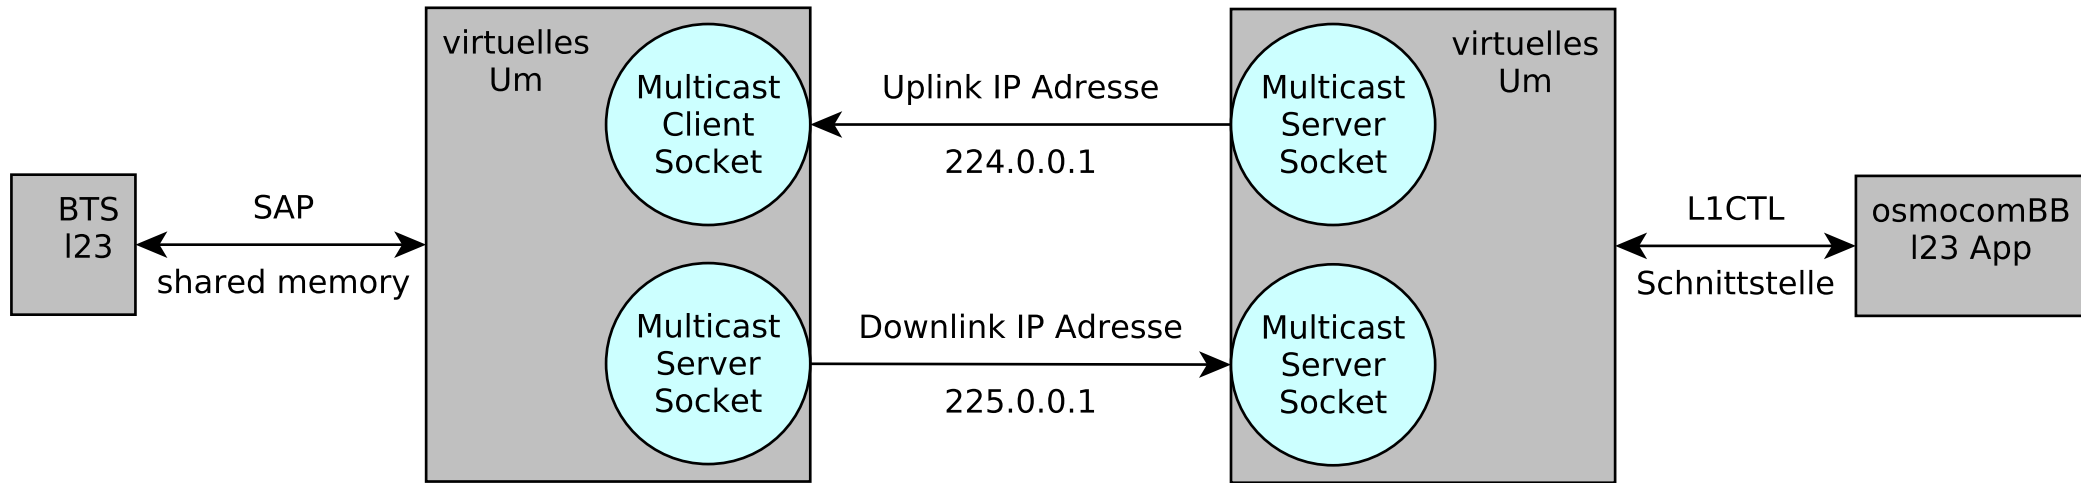 BTS
l23
SAP
shared memory
virtuelles
Um
Multicast
Client
Socket
Multicast
Server
Socket
Uplink IP Adresse
224.0.0.1
Downlink IP Adresse
225.0.0.1
Multicast
Server
Socket
Multicast
Server
Socket
virtuelles
Um
L1CTL
Schnittstelle
osmocomBB
l23 App